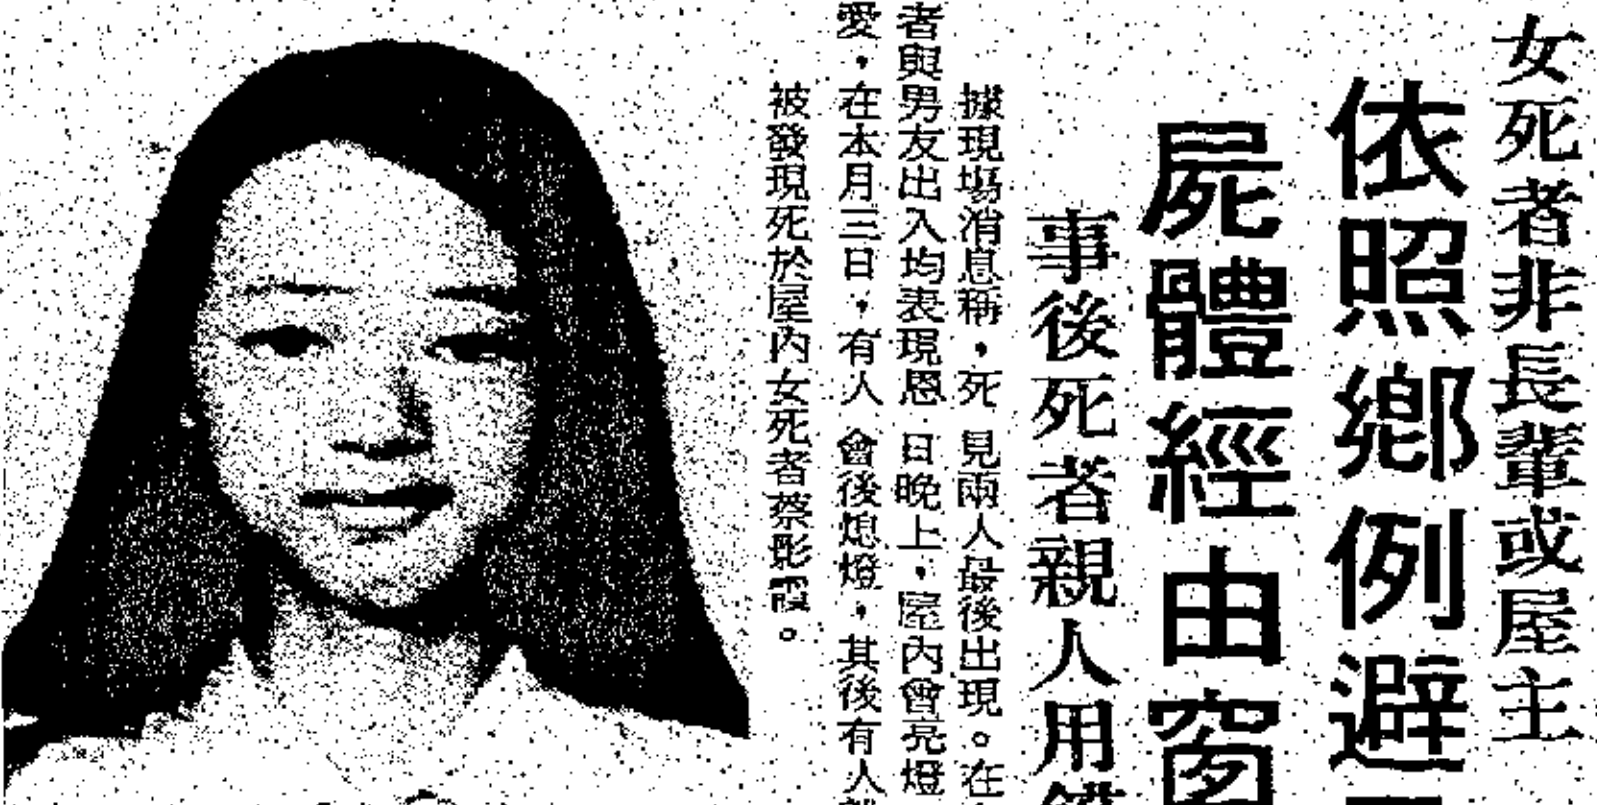 女死者非長輩或屋主
依照鄉例避
屍體經由窗
事後死者親人用
據現場消息稱，死
見兩人最後出現。在
者與男友出入均表現恩
日晚上，屋內曾亮燈
愛，在本月三日，有人
會後熄燈，其後有人
被發現死於屋內女死者蔡彤霞。